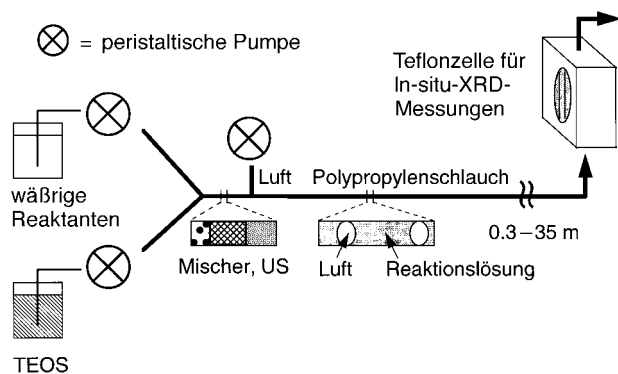 = peristaltische Pumpe
Teflonzelle für
In-situ-XRD-
Messungen
wäßrige
Reaktanten
Luft
Polypropylenschlauch
Mischer, US
Luft
Reaktionslösung
0.3–35 m
TEOS